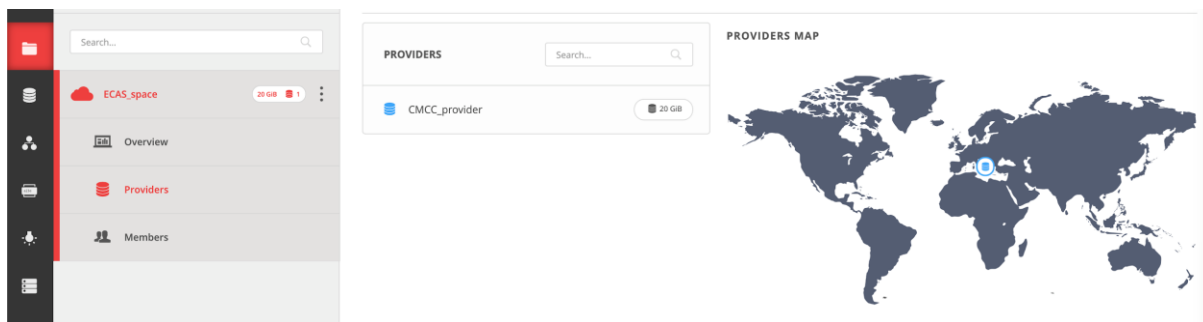 Search...
ECAS_space
20 GiB 1
Overview
Providers
Members
PROVIDERS
Search...
CMCC_provider
20 GiB
PROVIDERS MAP